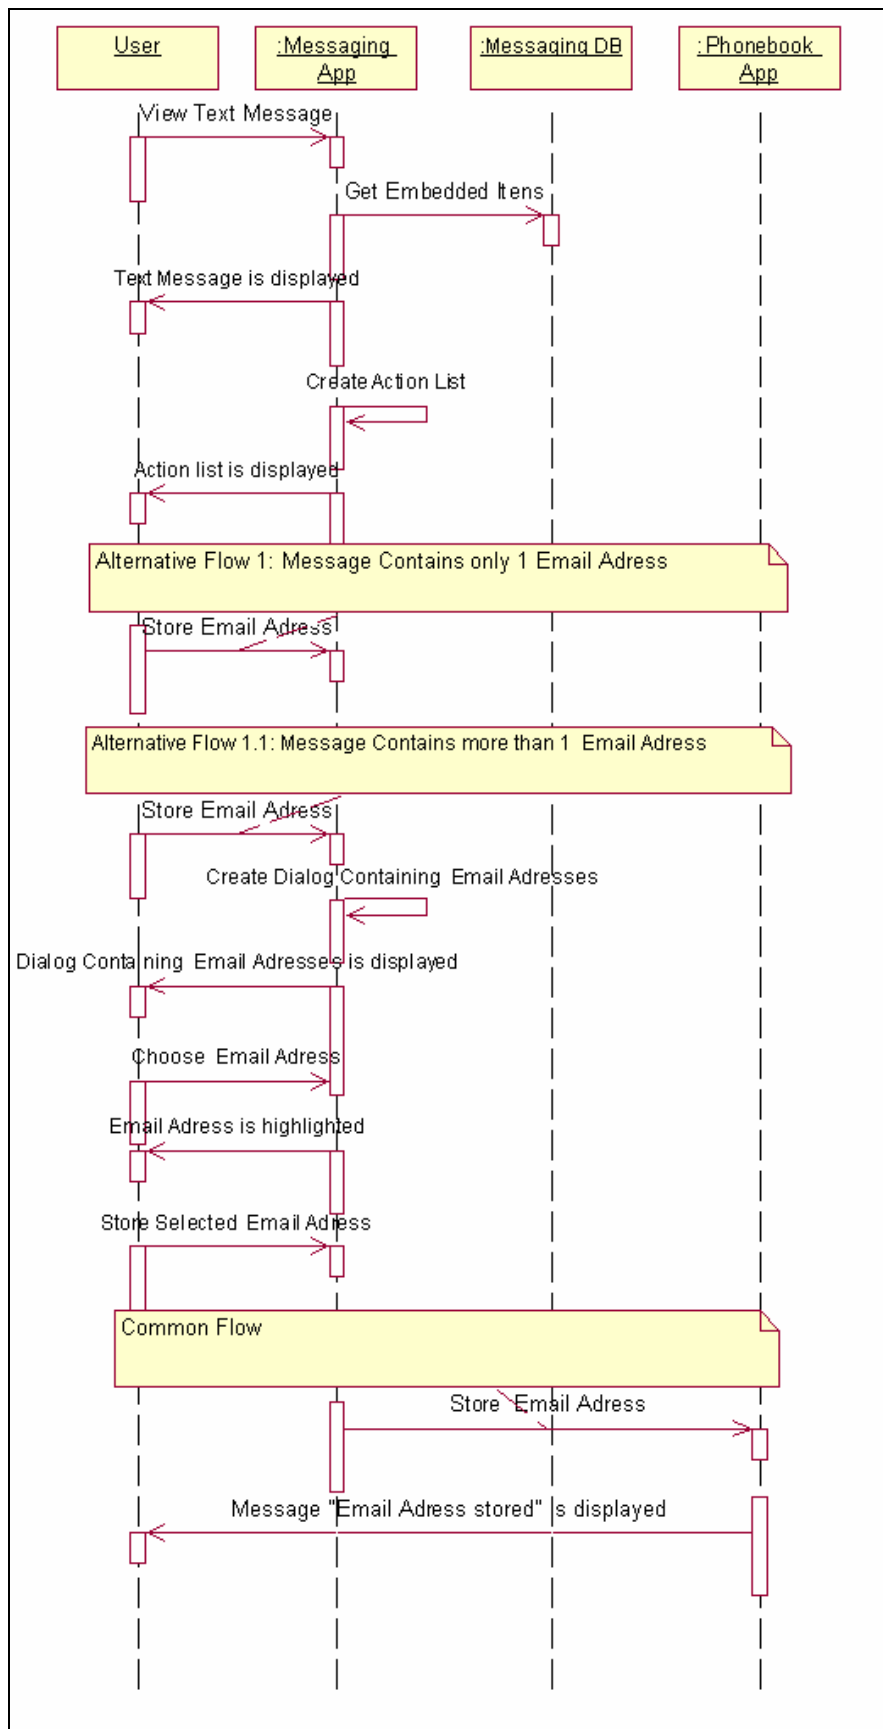 User
:Messaging
App
:Messaging DB
:Phonebook
App
View Text Message
Get Embedded Itens
Text Message is displayed
Create Action List
Action list is displayed
Alternative Flow 1: Message Contains only 1 Email Adress
Store Email Adress
Alternative Flow 1.1: Message Contains more than 1 Email Adress
Store Email Adress
Create Dialog Containing Email Adresses
Dialog Containing Email Adresses is displayed
Choose Email Adress
Email Adress is highlighted
Store Selected Email Adress
Common Flow
Store Email Adress
Message "Email Adress stored" is displayed